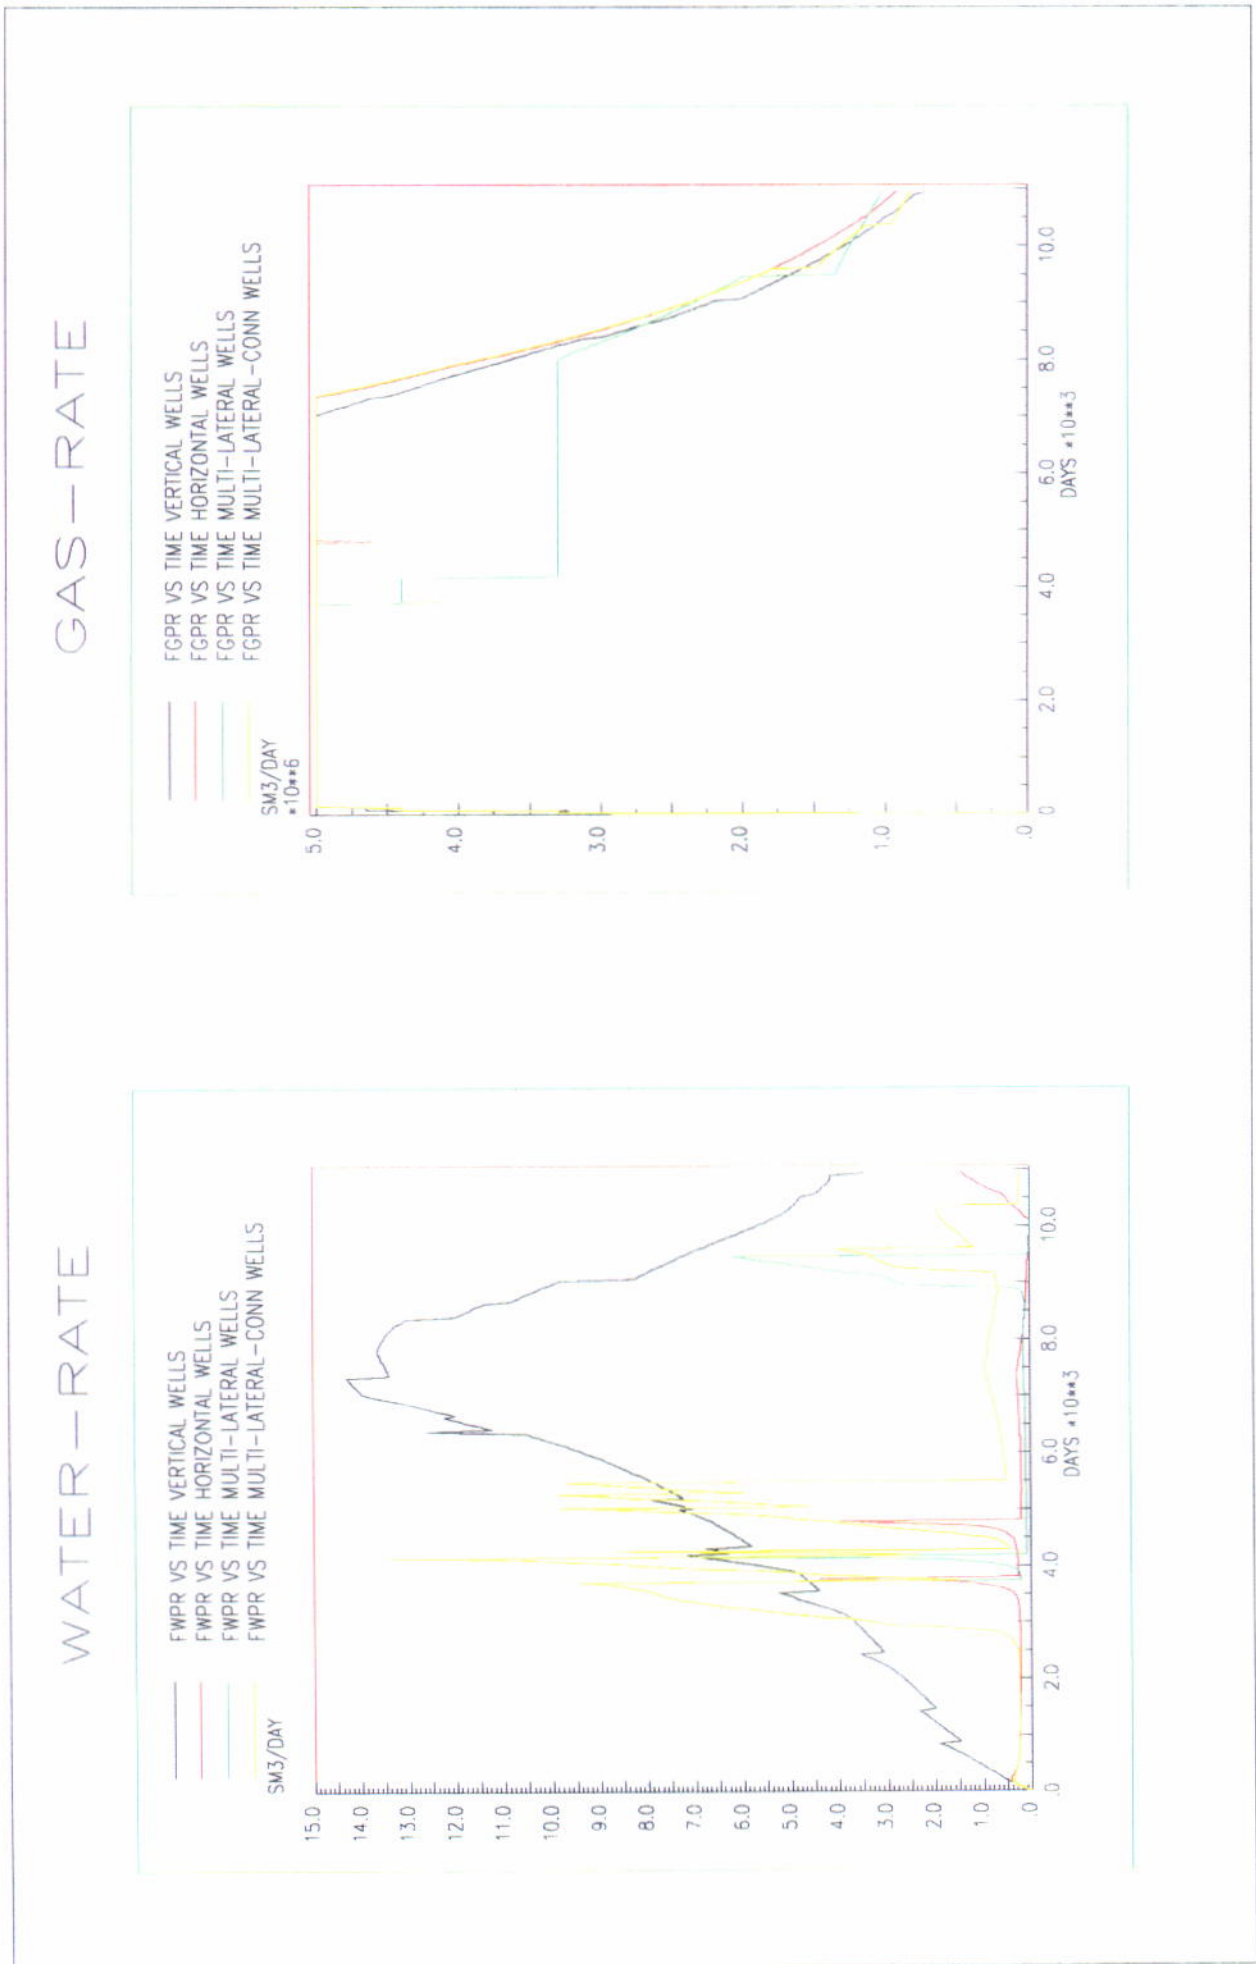 WATER-RATE
FWPR VS TIME VERTICAL WELLS
FWPR VS TIME HORIZONTAL WELLS
FWPR VS TIME MULTI-LATERAL WELLS
FWPR VS TIME MULTI-LATERAL-CONN WELLS
SM3/DAY
15.0
14.0
13.0
12.0
11.0
10.0
9.0
8.0
7.0
6.0
5.0
4.0
3.0
2.0
1.0
.0
.0 2.0 4.0 6.0 8.0 10.0
DAYS *10**3
GAS-RATE
FGPR VS TIME VERTICAL WELLS
FGPR VS TIME HORIZONTAL WELLS
FGPR VS TIME MULTI-LATERAL WELLS
FGPR VS TIME MULTI-LATERAL-CONN WELLS
SM3/DAY
*10**6
5.0
4.0
3.0
2.0
1.0
.0
.0 2.0 4.0 6.0 8.0 10.0
DAYS *10**3